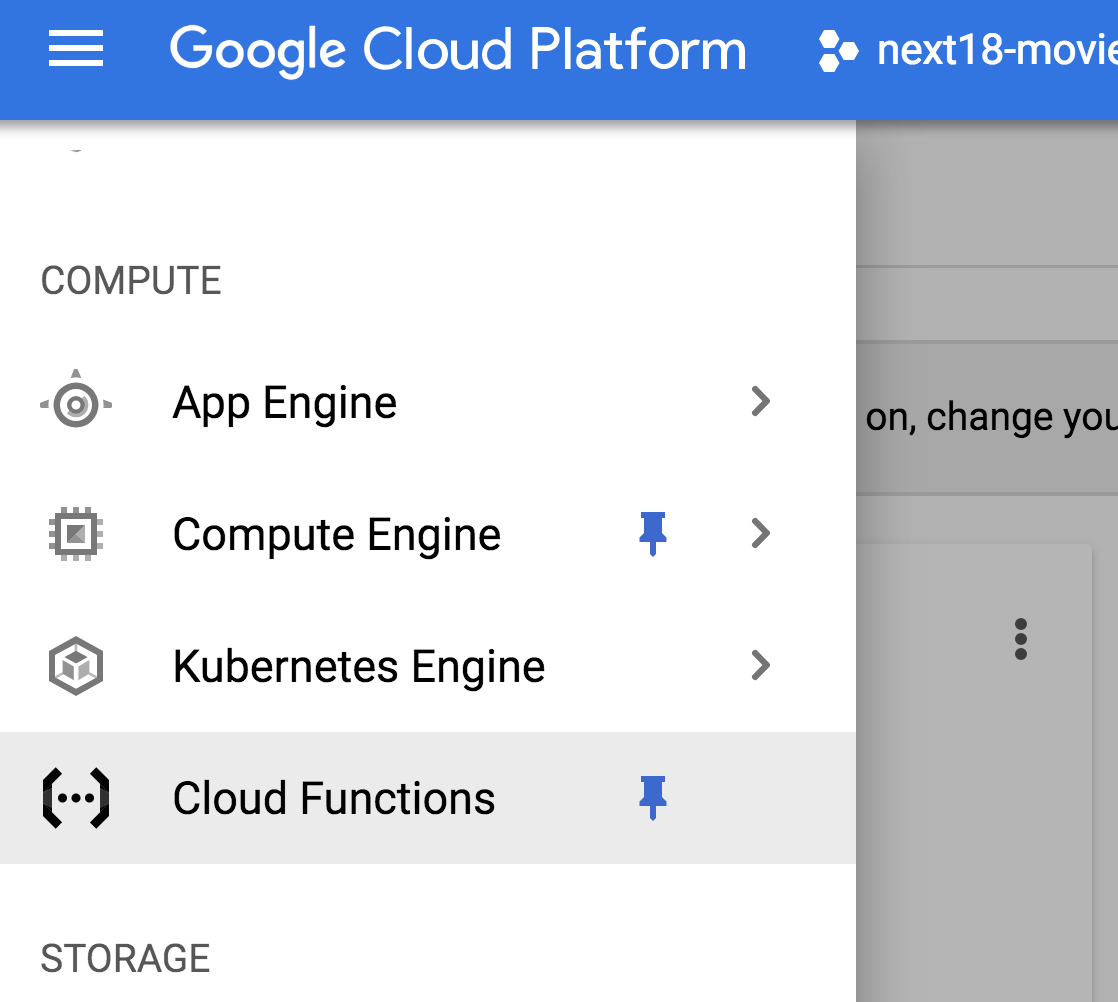 Google Cloud Platform next18-movie
COMPUTE
App Engine
on, change you
Compute Engine
Kubernetes Engine
Cloud Functions
STORAGE